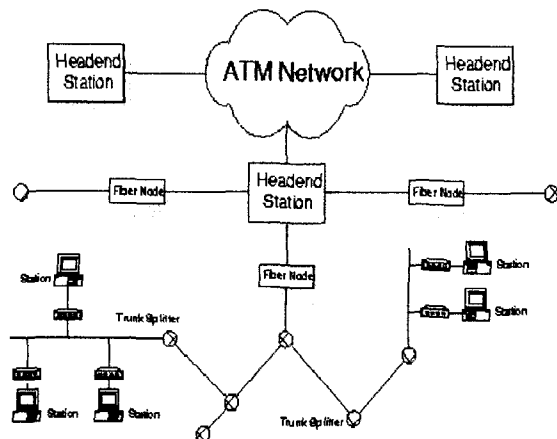 Headend
Station
ATM Network
Headend
Station
Fiber Node
Headend
Station
Fiber Node
Fiber Node
Station
Station
Station
Trunk Splitter
Station
Station
Trunk Splitter